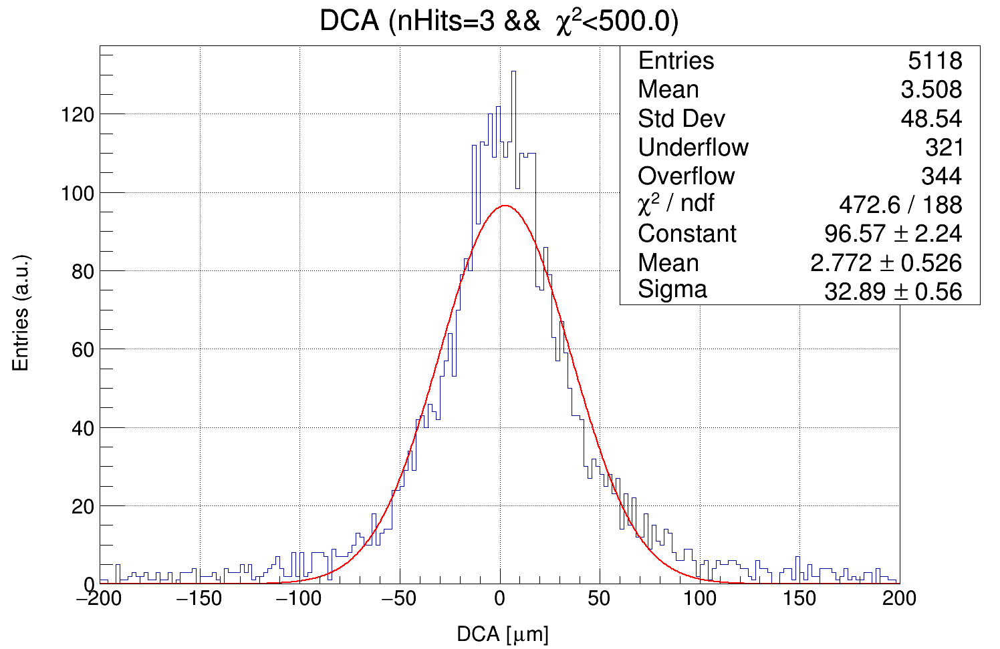 DCA (nHits=3 && χ²<500.0)
Entries 5118
Mean 3.508
Std Dev 48.54
Underflow 321
Overflow 344
χ² / ndf 472.6 / 188
Constant 96.57 ± 2.24
Mean 2.772 ± 0.526
Sigma 32.89 ± 0.56
120
100
80
60
40
20
0
Entries (a.u.)
−200 −150 −100 −50 0 50 100 150 200
DCA [μm]